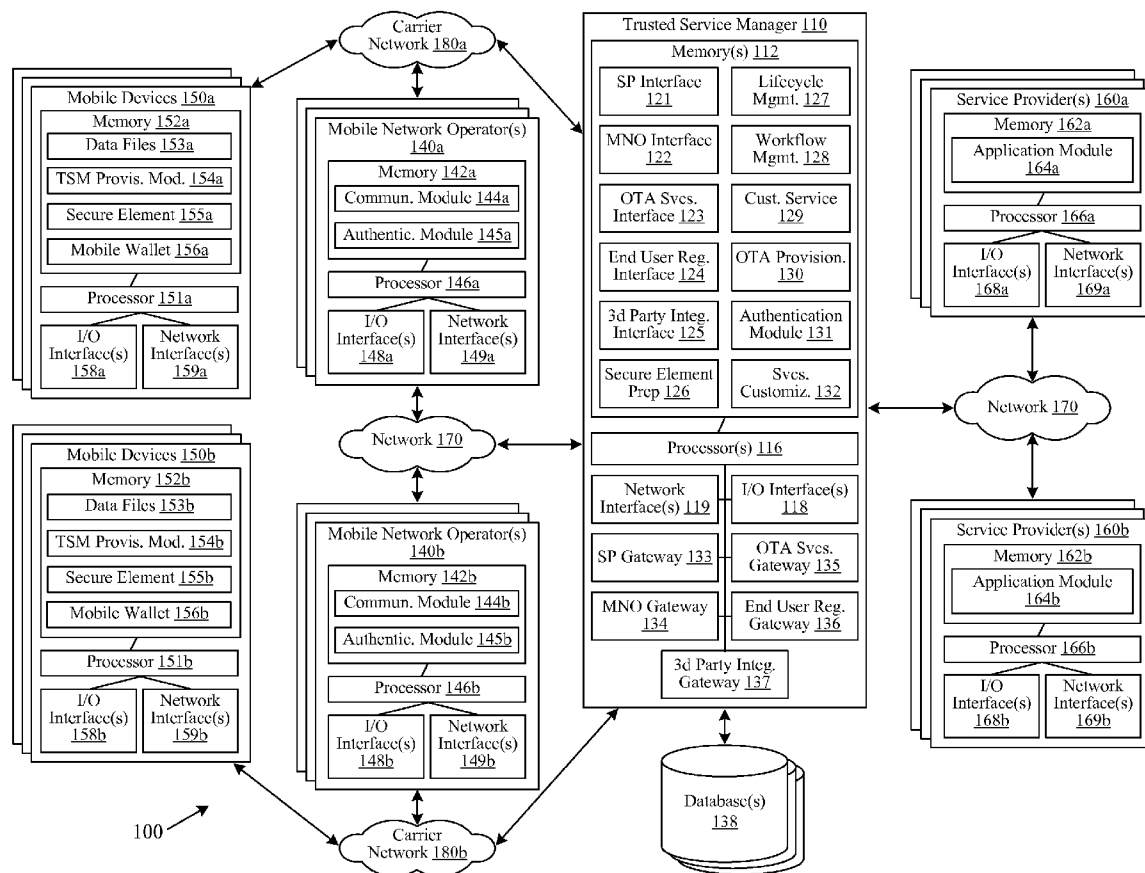 Carrier
Network 180a
Mobile Devices 150a
Memory 152a
Data Files 153a
TSM Provis. Mod. 154a
Secure Element 155a
Mobile Wallet 156a
Processor 151a
I/O
Interface(s)
158a
Network
Interface(s)
159a
Mobile Network Operator(s)
140a
Memory 142a
Commun. Module 144a
Authentic. Module 145a
Processor 146a
I/O
Interface(s)
148a
Network
Interface(s)
149a
Network 170
Mobile Devices 150b
Memory 152b
Data Files 153b
TSM Provis. Mod. 154b
Secure Element 155b
Mobile Wallet 156b
Processor 151b
I/O
Interface(s)
158b
Network
Interface(s)
159b
Mobile Network Operator(s)
140b
Memory 142b
Commun. Module 144b
Authentic. Module 145b
Processor 146b
I/O
Interface(s)
148b
Network
Interface(s)
149b
100
Carrier
Network 180b
Trusted Service Manager 110
Memory(s) 112
SP Interface
121
Lifecycle
Mgmt. 127
MNO Interface
122
Workflow
Mgmt. 128
OTA Svcs.
Interface 123
Cust. Service
129
End User Reg.
Interface 124
OTA Provision.
130
3d Party Integ.
Interface 125
Authentication
Module 131
Secure Element
Prep 126
Svcs.
Customiz. 132
Processor(s) 116
Network
Interface(s) 119
I/O Interface(s)
118
SP Gateway 133
OTA Svcs.
Gateway 135
MNO Gateway
134
End User Reg.
Gateway 136
3d Party Integ.
Gateway 137
Database(s)
138
Service Provider(s) 160a
Memory 162a
Application Module
164a
Processor
166a
I/O
Interface(s)
168a
Network
Interface(s)
169a
Network 170
Service Provider(s) 160b
Memory 162b
Application Module
164b
Processor
166b
I/O
Interface(s)
168b
Network
Interface(s)
169b